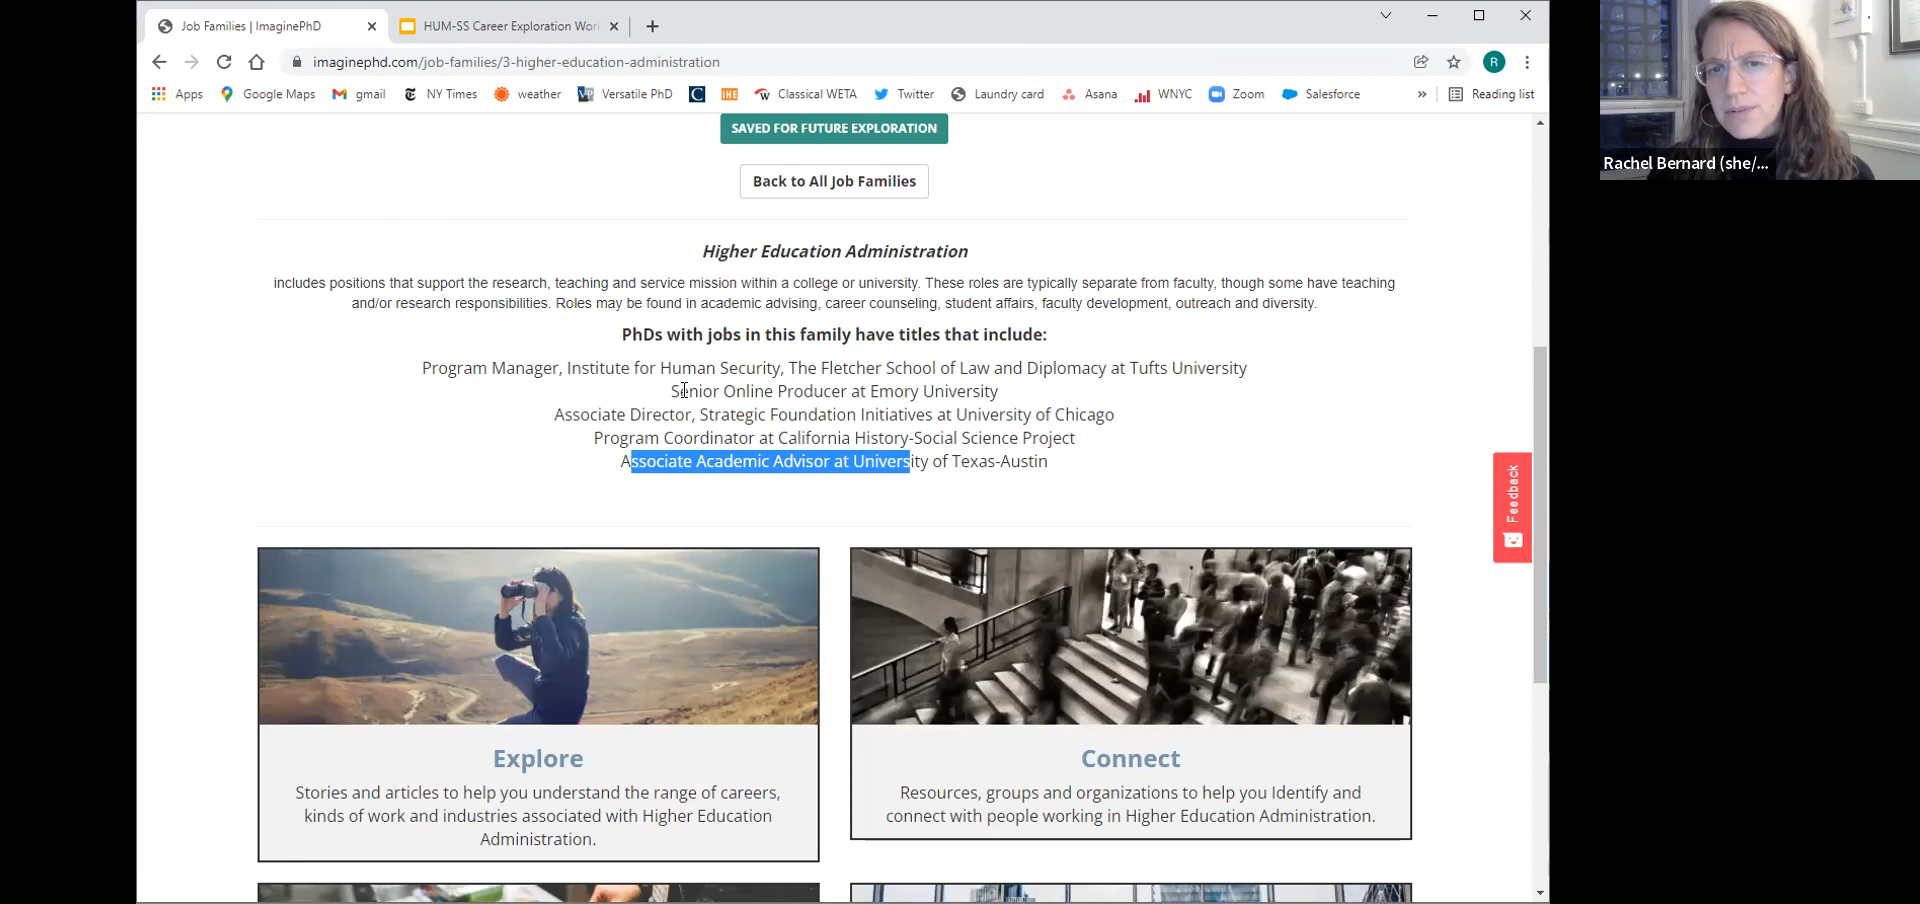 Job Families | ImaginePhD
HUM-SS Career Exploration Wor
imaginephd.com/job-families/3-higher-education-administration
R
Apps
Google Maps
gmail
NY Times
weather
Versatile PhD
C
IHE
Classical WETA
Twitter
Laundry card
Asana
WNYC
Zoom
Salesforce
»
Reading list
SAVED FOR FUTURE EXPLORATION
Back to All Job Families
Higher Education Administration
includes positions that support the research, teaching and service mission within a college or university. These roles are typically separate from faculty, though some have teaching
and/or research responsibilities. Roles may be found in academic advising, career counseling, student affairs, faculty development, outreach and diversity.
PhDs with jobs in this family have titles that include:
Program Manager, Institute for Human Security, The Fletcher School of Law and Diplomacy at Tufts University
Senior Online Producer at Emory University
Associate Director, Strategic Foundation Initiatives at University of Chicago
Program Coordinator at California History-Social Science Project
Associate Academic Advisor at University of Texas-Austin
Feedback
Explore
Stories and articles to help you understand the range of careers,
kinds of work and industries associated with Higher Education
Administration.
Connect
Resources, groups and organizations to help you Identify and
connect with people working in Higher Education Administration.
Rachel Bernard (she/...